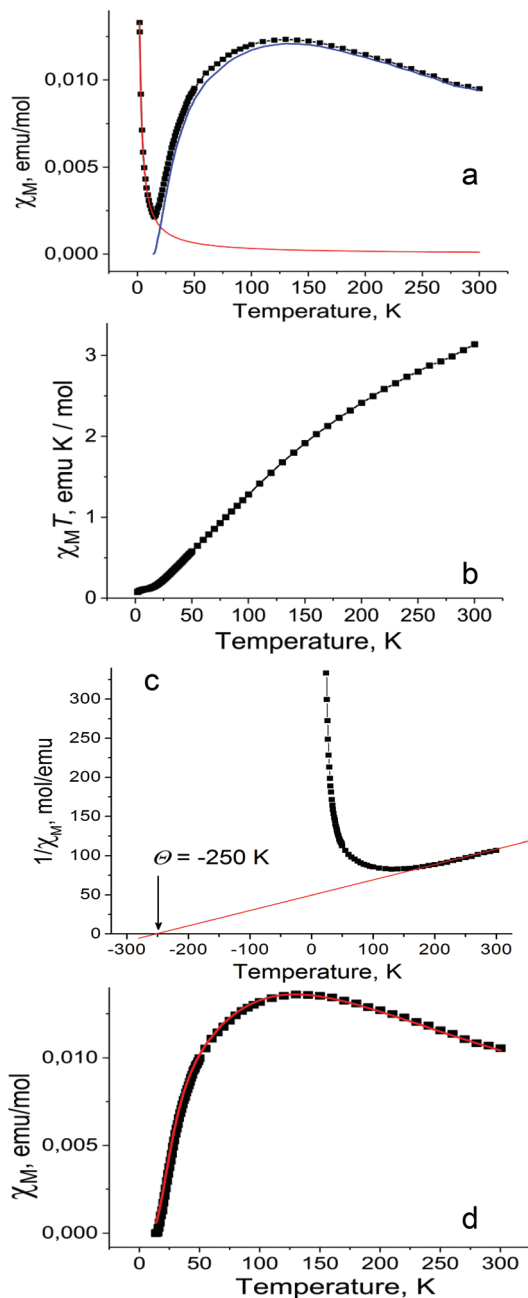 0,010
0,005
0,000
χM, emu/mol
a
0 50 100 150 200 250 300
Temperature, K
3
2
1
0
χMT, emu K / mol
b
0 50 100 150 200 250 300
Temperature, K
c
300
250
200
150
100
50
0
1/χM, mol/emu
Θ = -250 K
-300 -200 -100 0 100 200 300
Temperature, K
0,010
0,005
0,000
χM, emu/mol
d
0 50 100 150 200 250 300
Temperature, K